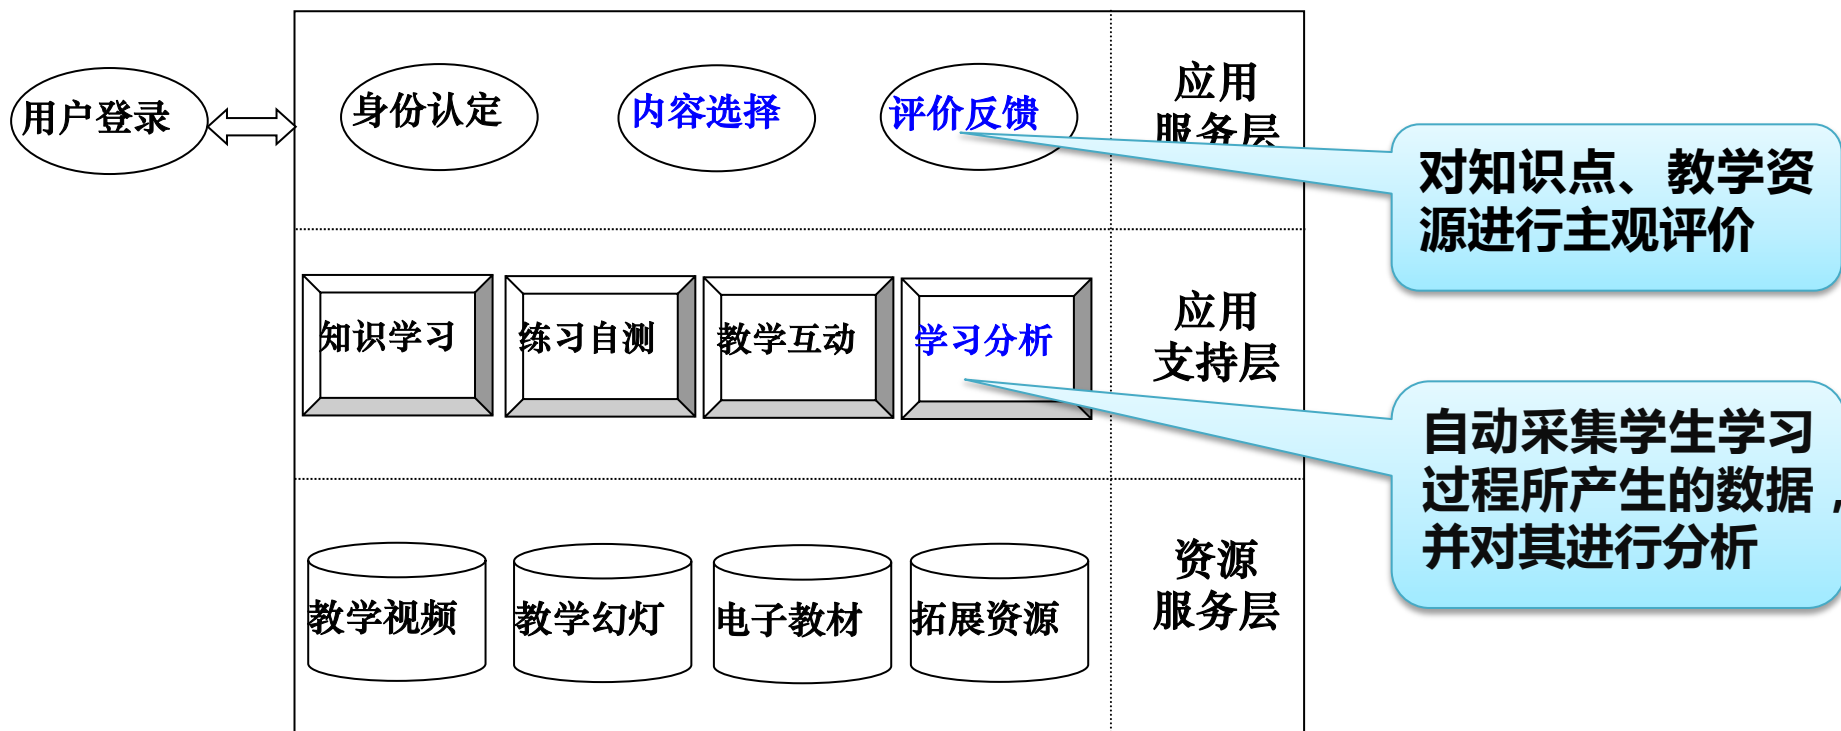 用户登录
身份认定
内容选择
评价反馈
应用
服务层
对知识点、教学资
源进行主观评价
知识学习
练习自测
教学互动
学习分析
应用
支持层
自动采集学生学习
过程所产生的数据，
并对其进行分析
教学视频
教学幻灯
电子教材
拓展资源
资源
服务层